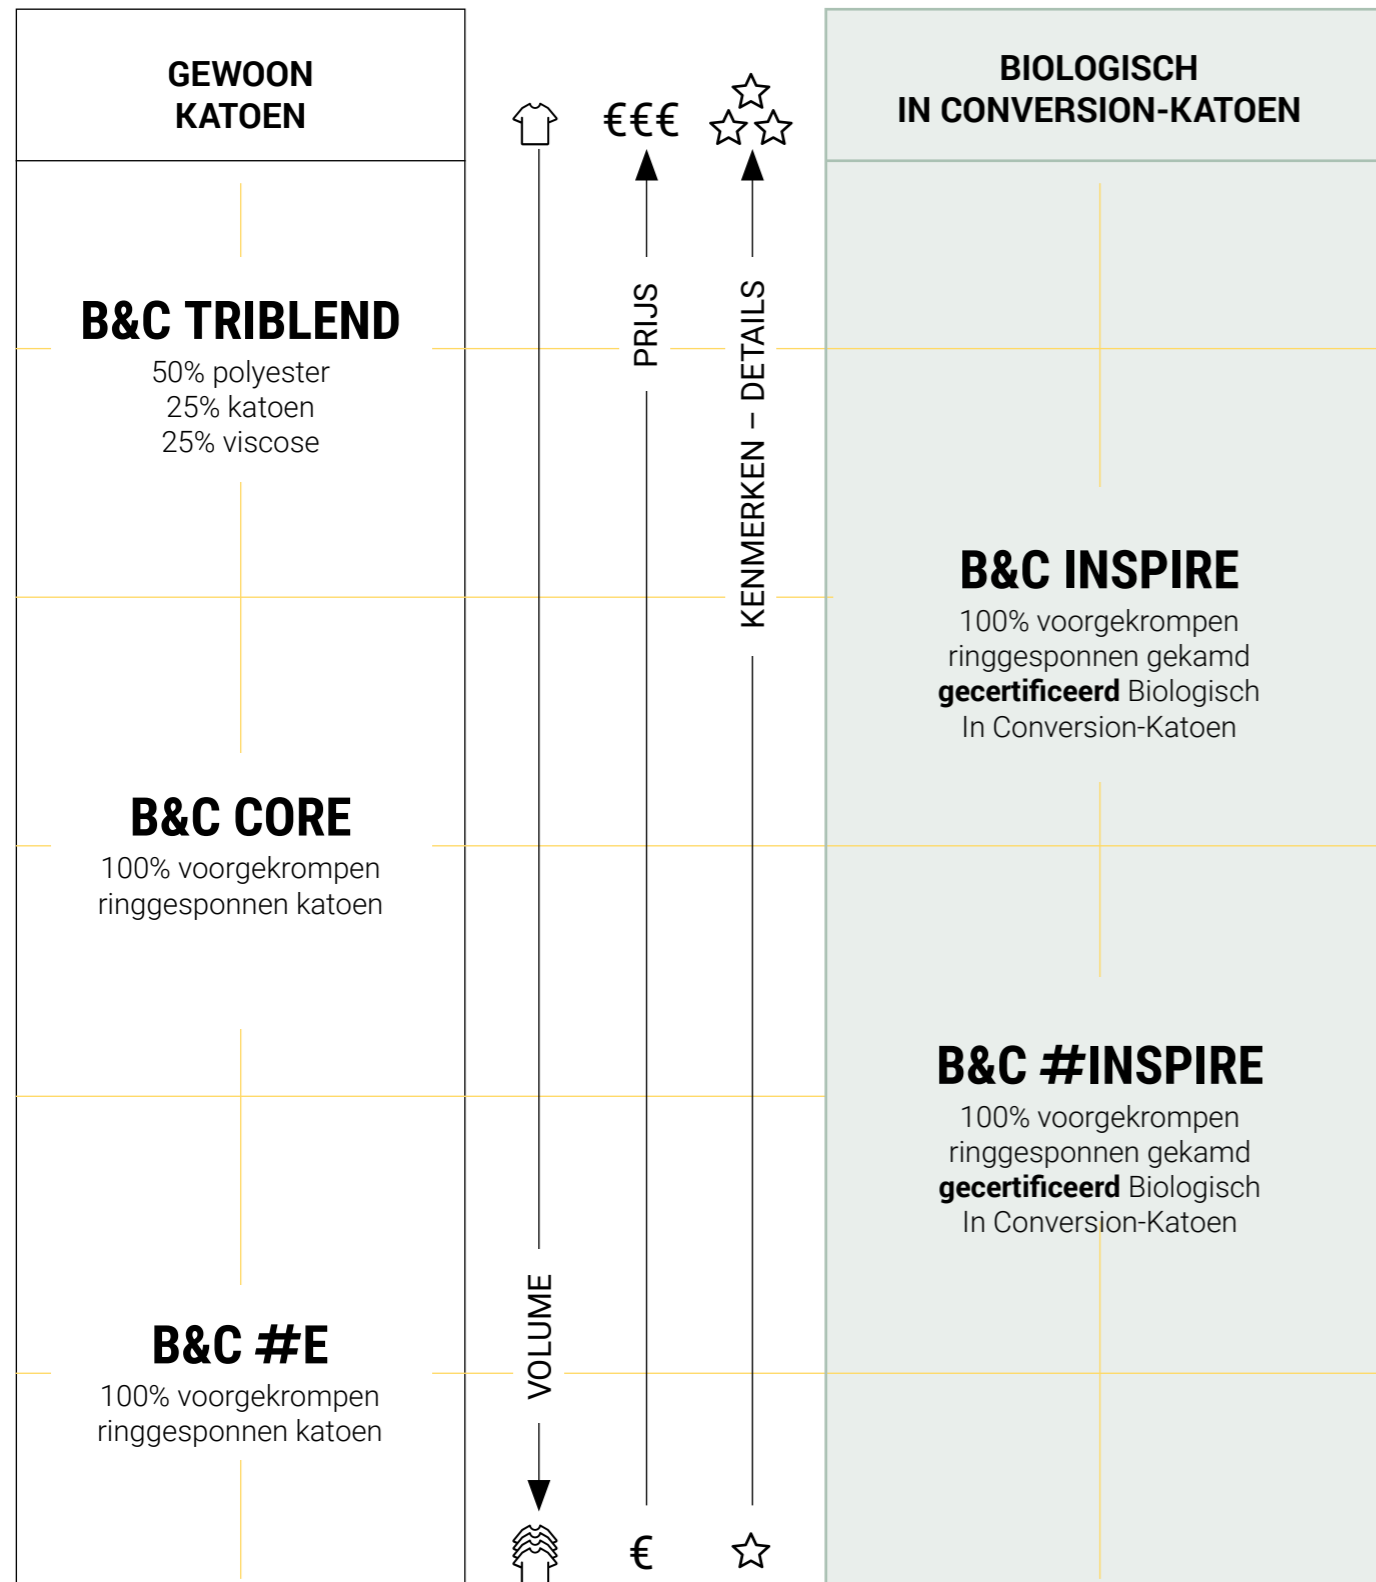 GEWOON
KATOEN
€€€
BIOLOGISCH
IN CONVERSION-KATOEN
B&C TRIBLEND
50% polyester
25% katoen
25% viscose
PRIJS
KENMERKEN – DETAILS
B&C INSPIRE
100% voorgekrompen
ringgesponnen gekamd
gecertificeerd Biologisch
In Conversion-Katoen
B&C CORE
100% voorgekrompen
ringgesponnen katoen
B&C #INSPIRE
100% voorgekrompen
ringgesponnen gekamd
gecertificeerd Biologisch
In Conversion-Katoen
VOLUME
B&C #E
100% voorgekrompen
ringgesponnen katoen
€